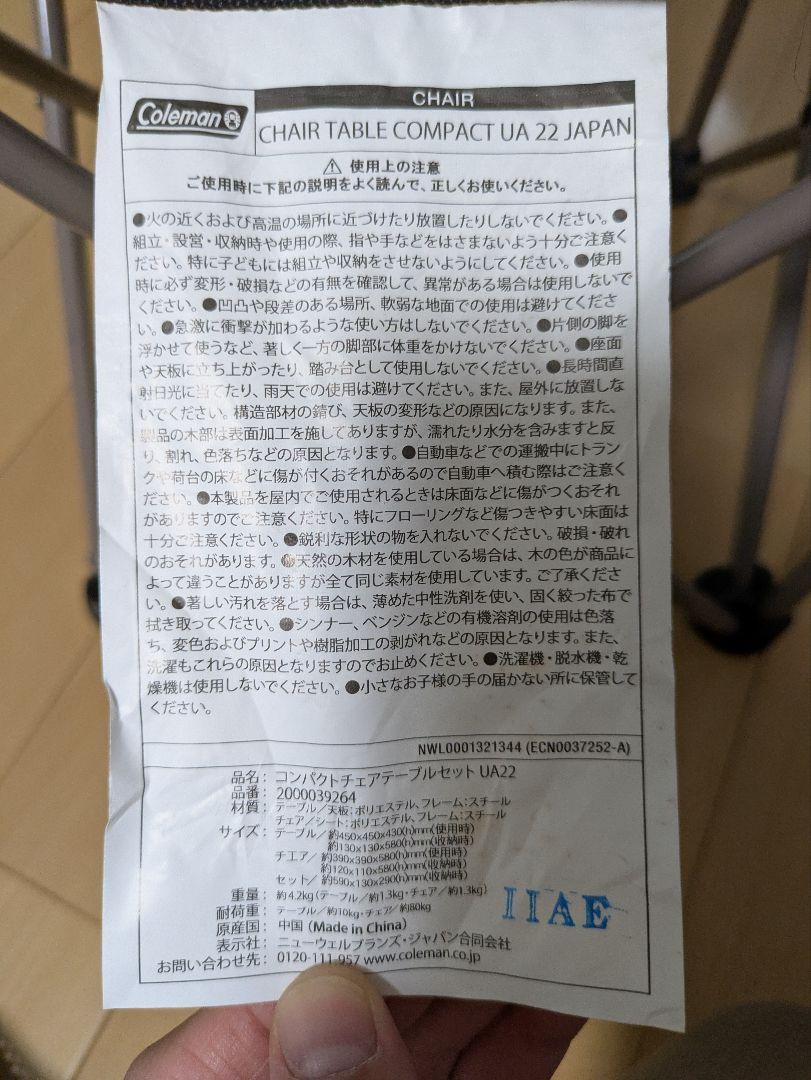 Coleman
CHAIR
CHAIR TABLE COMPACT UA 22 JAPAN
⚠ 使用上の注意
ご使用時に下記の説明をよく読んで、正しくお使いください。
●火の近くおよび高温の場所に近づけたり放置したりしないでください。●
組立・設営・収納時や使用の際、指や手などをはさまないよう十分ご注意く
ださい。特に子どもには組立や収納をさせないようにしてください。●使用
時に必ず変形・破損などの有無を確認して、異常がある場合は使用しないで
ください。●凹凸や段差のある場所、軟弱な地面での使用は避けてくださ
い。●急激に衝撃が加わるような使い方はしないでください。●片側の脚を
浮かせて使うなど、著しく一方の脚部に体重をかけないでください。●座面
や天板に立ち上がったり、踏み台として使用しないでください。●長時間直
射日光に当てたり、雨天での使用は避けてください。また、屋外に放置しな
いでください。構造部材の錆び、天板の変形などの原因になります。また、
製品の木部は表面加工を施してありますが、濡れたり水分を含みますと反
り、割れ、色落ちなどの原因となります。●自動車などでの運搬中にトラン
クや荷台の床などに傷が付くおそれがあるので自動車へ積む際はご注意く
ださい。●本製品を屋内でご使用されるときは床面などに傷がつくおそれ
がありますのでご注意ください。特にフローリングなど傷つきやすい床面は
十分ご注意ください。●鋭利な形状の物を入れないでください。破損・破れ
のおそれがあります。●天然の木材を使用している場合は、木の色が商品に
よって違うことがありますが全て同じ素材を使用しています。ご了承くださ
い。●著しい汚れを落とす場合は、薄めた中性洗剤を使い、固く絞った布で
拭き取ってください。●シンナー、ベンジンなどの有機溶剤の使用は色落
ち、変色およびプリントや樹脂加工の剥がれなどの原因となります。また、
洗濯もこれらの原因となりますのでお止めください。●洗濯機・脱水機・乾
燥機は使用しないでください。●小さなお子様の手の届かない所に保管して
ください。
NWL0001321344 (ECN0037252-A)
品名：コンパクトチェアテーブルセット UA22
品番：2000039264
材質：テーブル／天板：ポリエステル、フレーム：スチール
チェア／シート：ポリエステル、フレーム：スチール
サイズ：テーブル／約450x450x430(h)mm(使用時)
約130x130x580(h)mm(収納時)
チェア／約390x390x580(h)mm(使用時)
約120x110x580(h)mm(収納時)
セット／約590x130x290(h)mm(収納時)
重量：約4.2kg(テーブル／約1.3kg・チェア／約1.3kg)
耐荷重：テーブル／約10kg・チェア／約80kg
原産国：中国 (Made in China)
表示社：ニューウェルブランズ・ジャパン合同会社
お問い合わせ先：0120-111-957 www.coleman.co.jp
IIAE